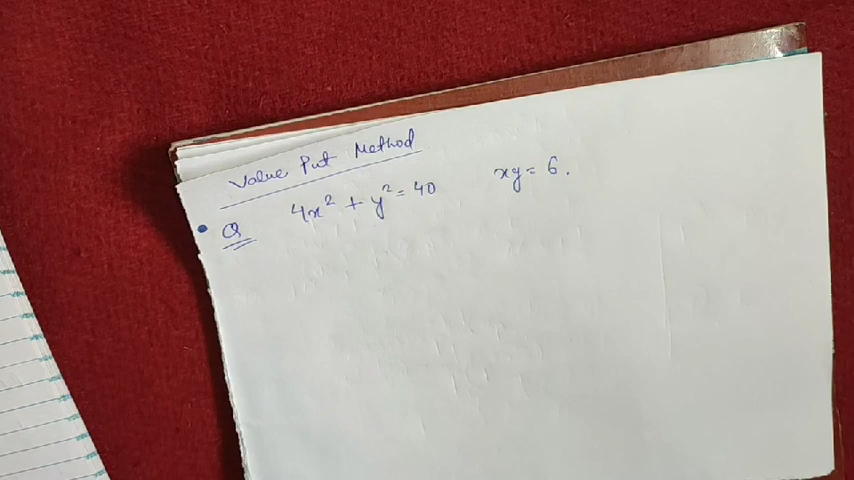 Value Put Method
• Q 4x² + y² = 40 xy = 6.